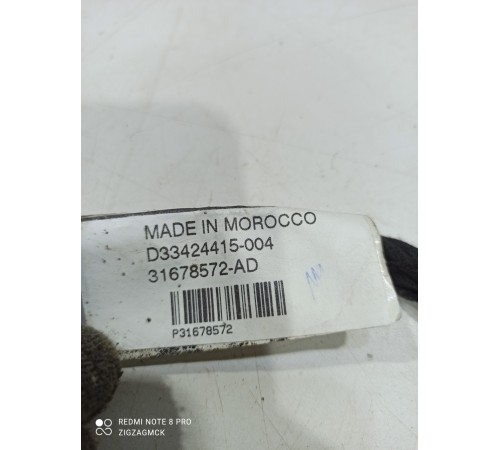 MADE IN MOROCCO
D33424415-004
31678572-AD
P31678572
REDMI NOTE 8 PRO
ZIGZAGMCK